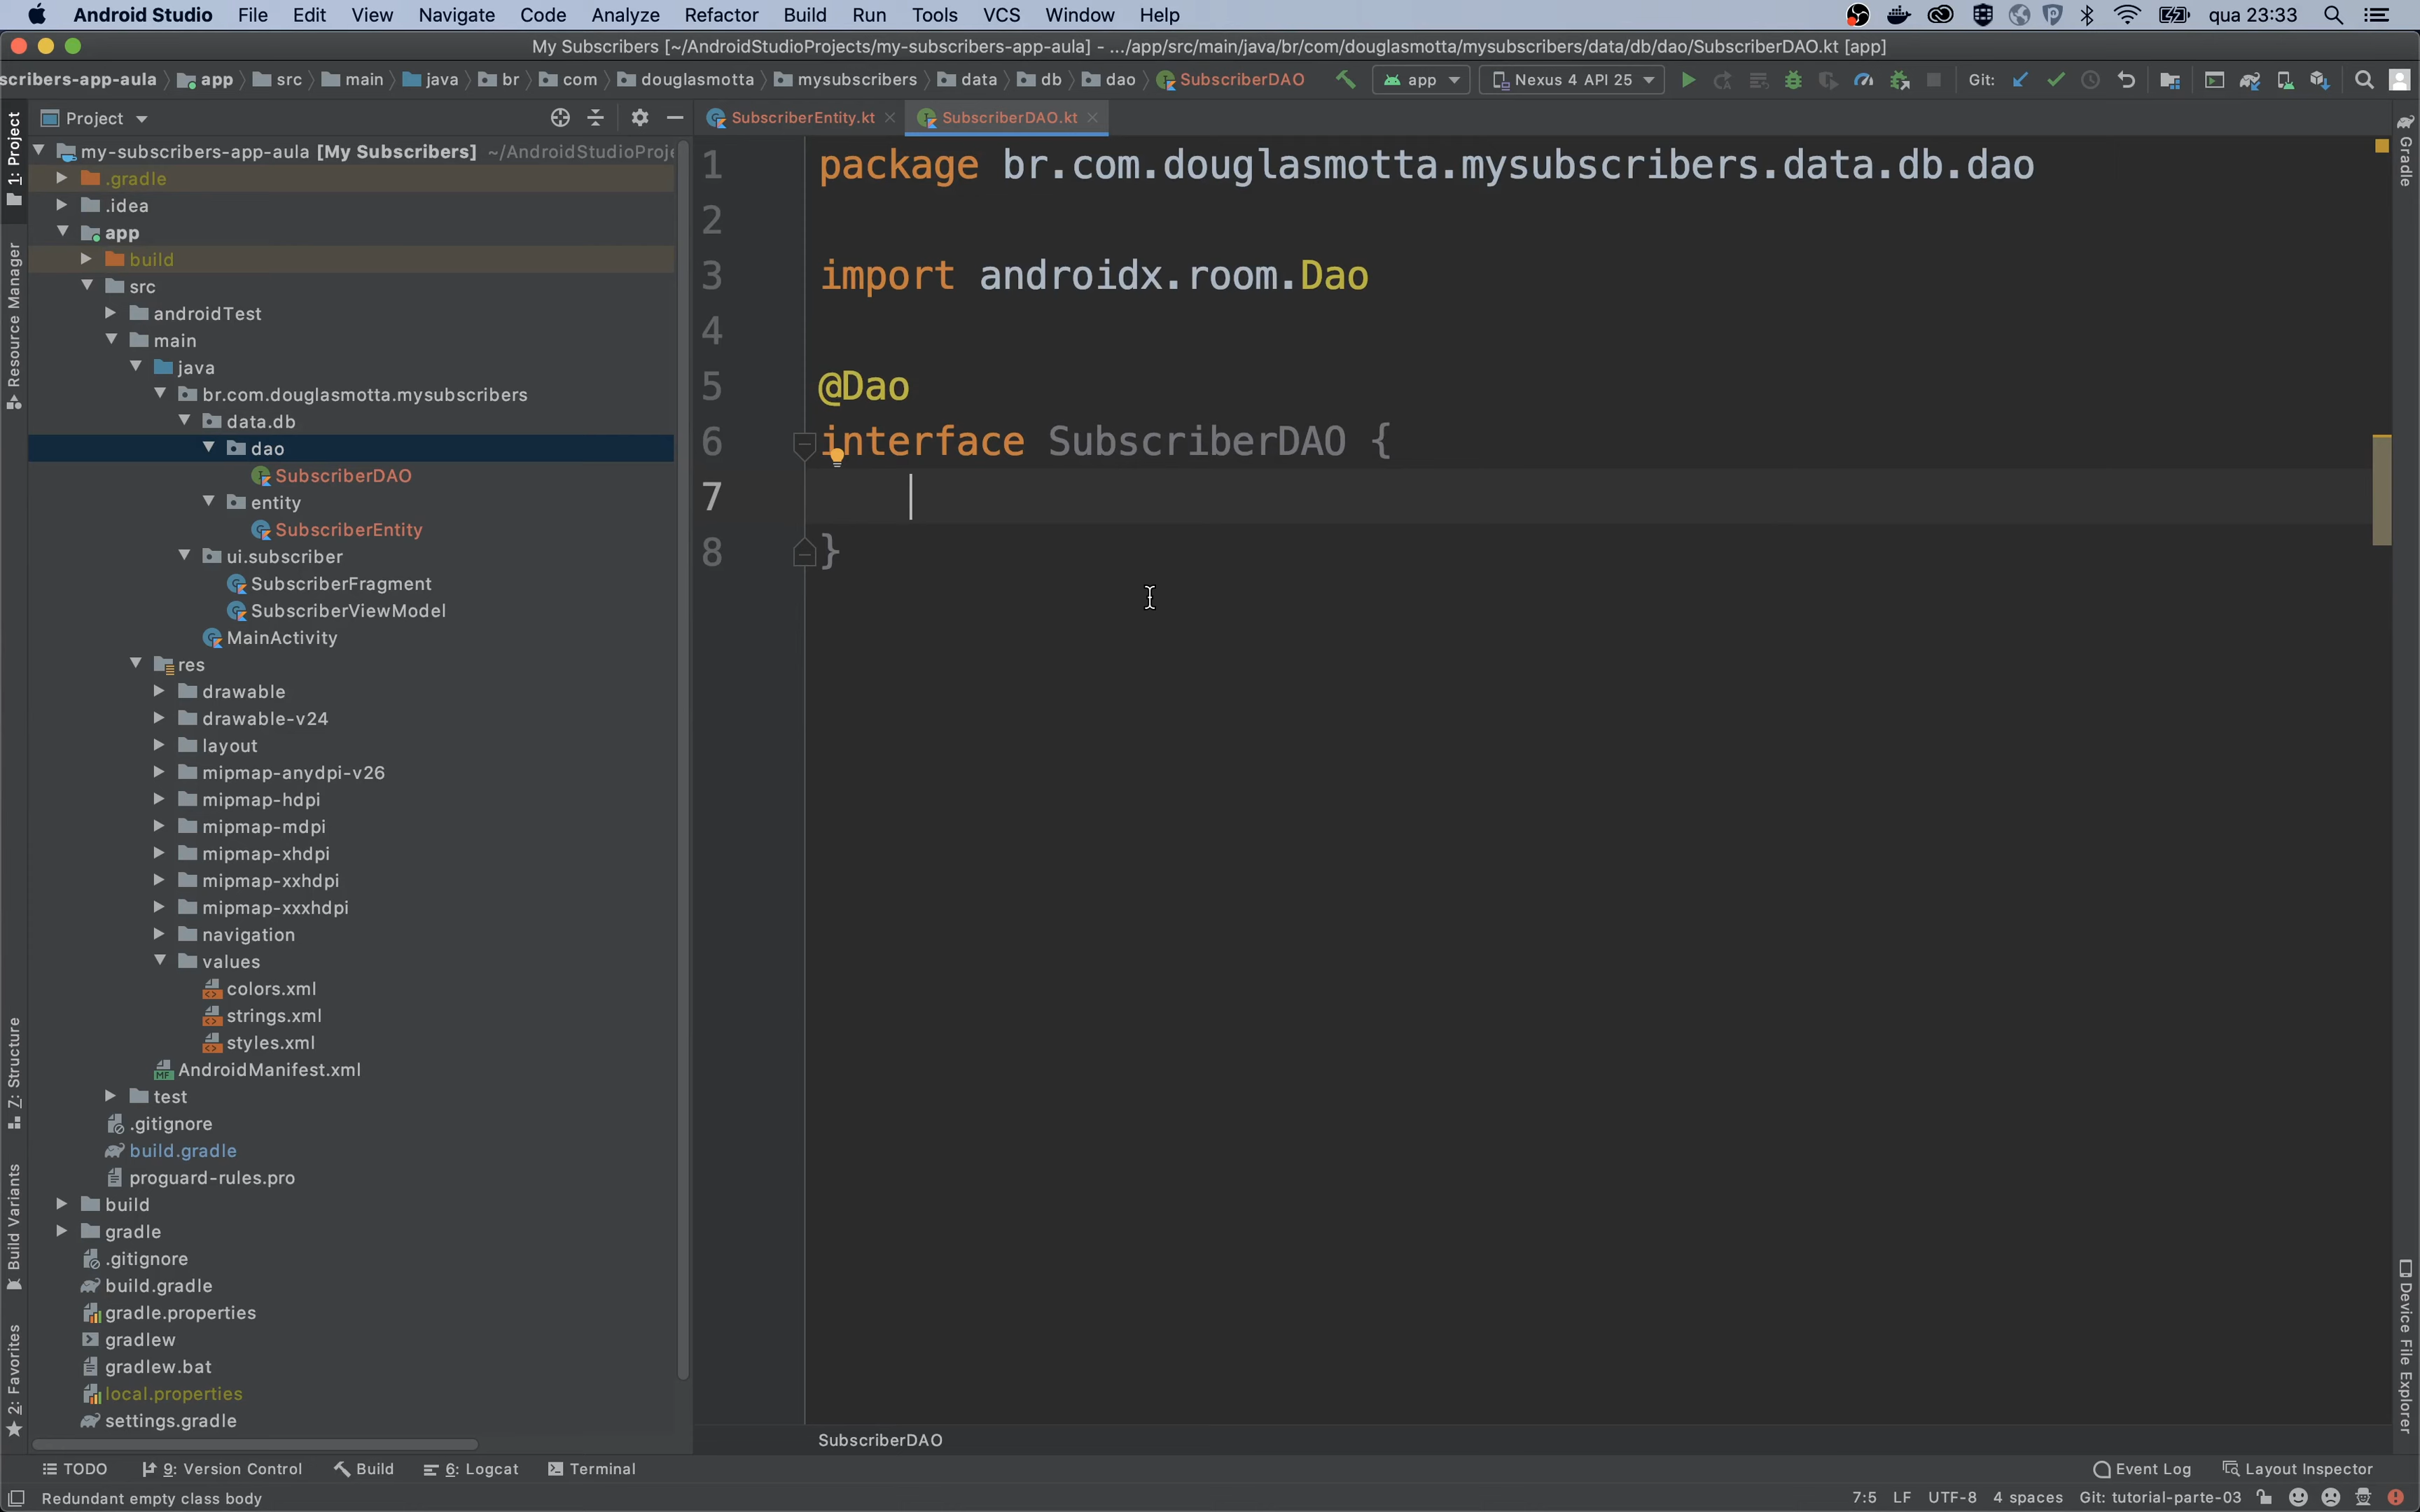 Android Studio File Edit View Navigate Code Analyze Refactor Build Run Tools VCS Window Help qua 23:33
My Subscribers [~/AndroidStudioProjects/my-subscribers-app-aula] - .../app/src/main/java/br/com/douglasmotta/mysubscribers/data/db/dao/SubscriberDAO.kt [app]
scribers-app-aula app src main java br com douglasmotta mysubscribers data db dao SubscriberDAO app Nexus 4 API 25 Git:
Project
SubscriberEntity.kt SubscriberDAO.kt
1: Project
Resource Manager
Z: Structure
Build Variants
2: Favorites
my-subscribers-app-aula [My Subscribers] ~/AndroidStudioProje
.gradle
.idea
app
build
src
androidTest
main
java
br.com.douglasmotta.mysubscribers
data.db
dao
SubscriberDAO
entity
SubscriberEntity
ui.subscriber
SubscriberFragment
SubscriberViewModel
MainActivity
res
drawable
drawable-v24
layout
mipmap-anydpi-v26
mipmap-hdpi
mipmap-mdpi
mipmap-xhdpi
mipmap-xxhdpi
mipmap-xxxhdpi
navigation
values
colors.xml
strings.xml
styles.xml
AndroidManifest.xml
test
.gitignore
build.gradle
proguard-rules.pro
build
gradle
.gitignore
build.gradle
gradle.properties
gradlew
gradlew.bat
local.properties
settings.gradle
1 package br.com.douglasmotta.mysubscribers.data.db.dao
2
3 import androidx.room.Dao
4
5 @Dao
6 interface SubscriberDAO {
7
8 }
SubscriberDAO
Gradle
Device File Explorer
TODO 9: Version Control Build 6: Logcat Terminal Event Log Layout Inspector
Redundant empty class body 7:5 LF UTF-8 4 spaces Git: tutorial-parte-03